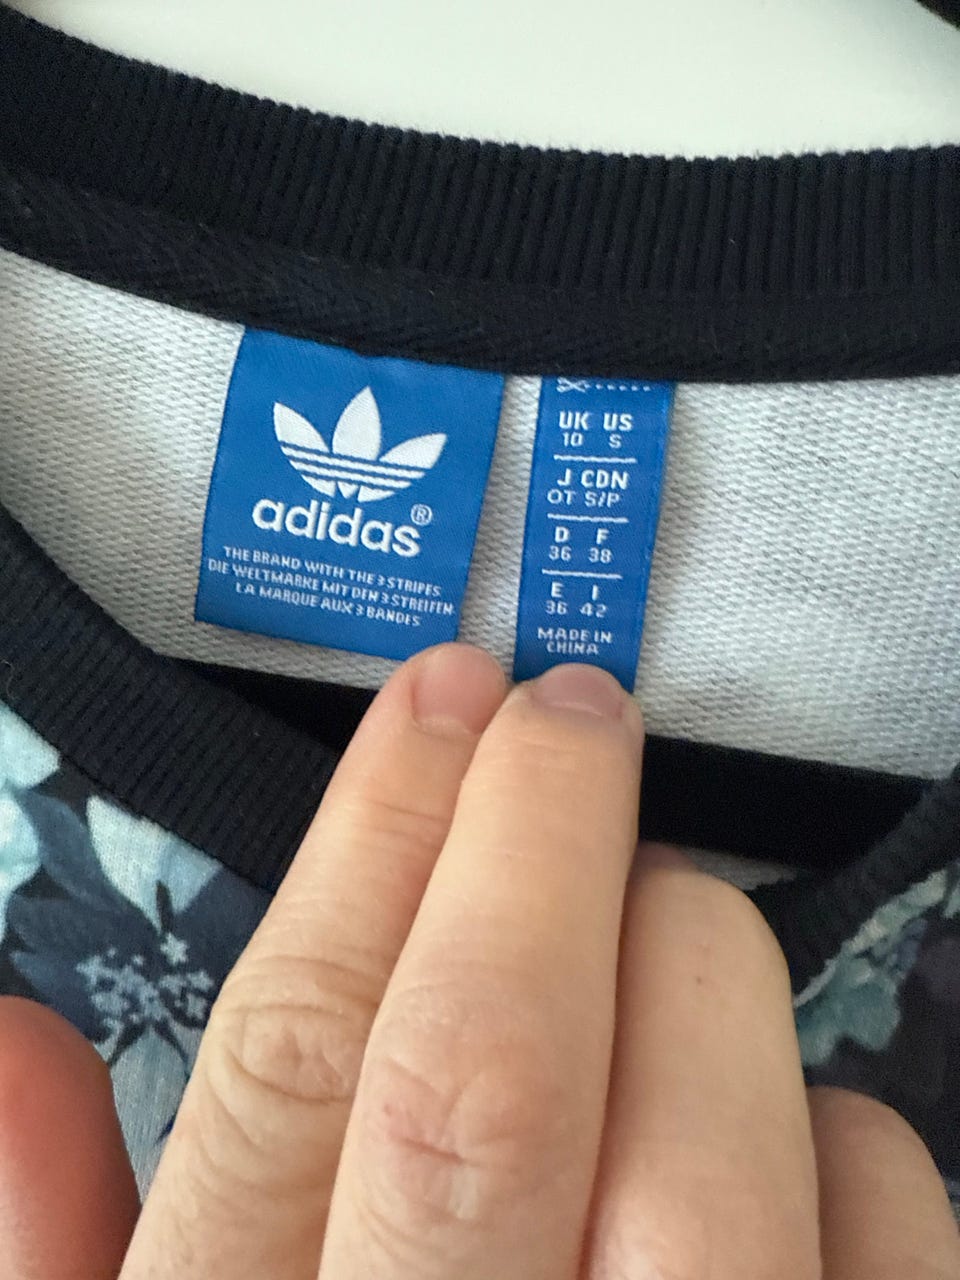 adidas®
THE BRAND WITH THE 3 STRIPES
DIE WELTMARKE MIT DEN 3 STREIFEN
LA MARQUE AUX 3 BANDES
UK US
10 S
J CDN
OT S/P
D F
36 38
E I
36 42
MADE IN
CHINA